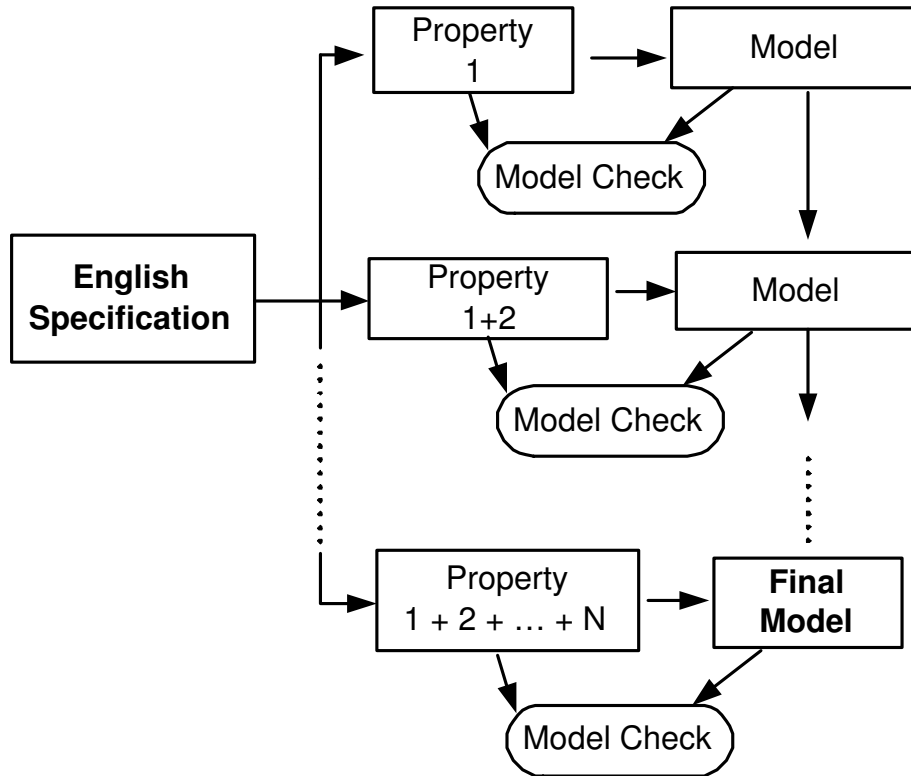 Property
1
Model
Model Check
English
Specification
Property
1+2
Model
Model Check
Property
1 + 2 + … + N
Final
Model
Model Check